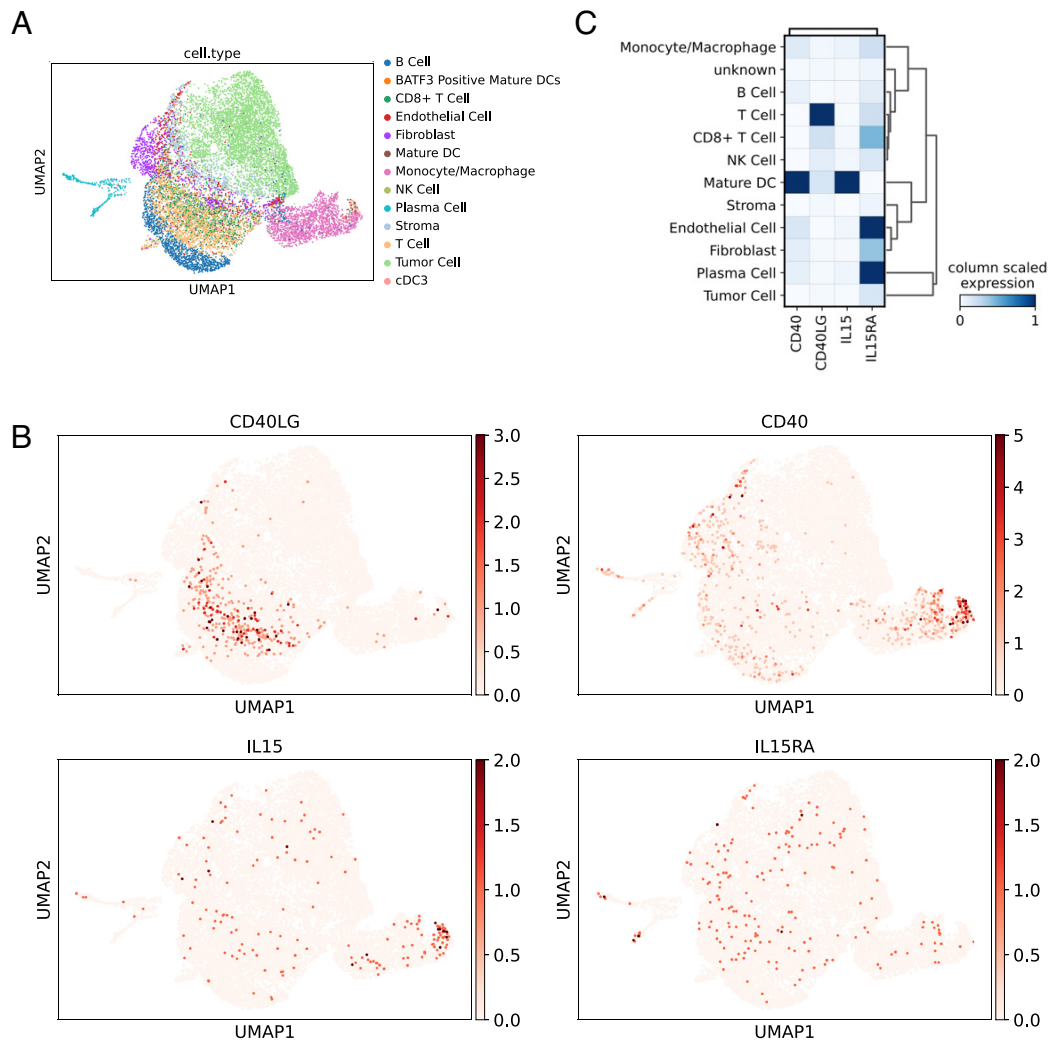 A
cell.type
UMAP2
UMAP1
B Cell
BATF3 Positive Mature DCs
CD8+ T Cell
Endothelial Cell
Fibroblast
Mature DC
Monocyte/Macrophage
NK Cell
Plasma Cell
Stroma
T Cell
Tumor Cell
cDC3
C
Monocyte/Macrophage
unknown
B Cell
T Cell
CD8+ T Cell
NK Cell
Mature DC
Stroma
Endothelial Cell
Fibroblast
Plasma Cell
Tumor Cell
CD40
CD40LG
IL15
IL15RA
column scaled
expression
0 1
B
CD40LG
UMAP2
UMAP1
3.0
2.5
2.0
1.5
1.0
0.5
0.0
CD40
UMAP2
UMAP1
5
4
3
2
1
0
IL15
UMAP2
UMAP1
2.0
1.5
1.0
0.5
0.0
IL15RA
UMAP2
UMAP1
2.0
1.5
1.0
0.5
0.0